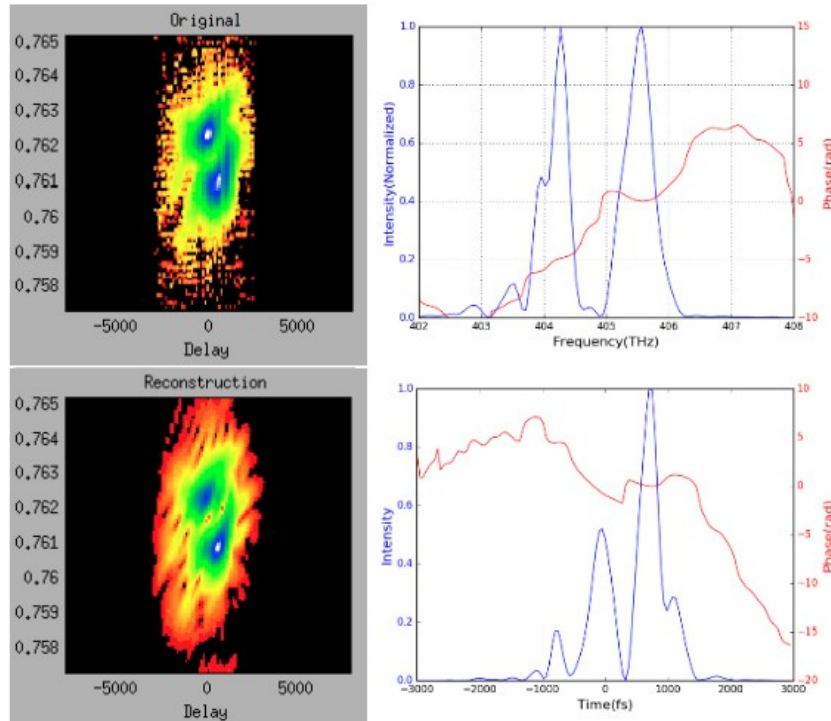 Original
0.765
0.764
0.763
0.762
0.761
0.76
0.759
0.758
−5000 0 5000
Delay
1.0
0.8
0.6
0.4
0.2
0.0
Intensity(Normalized)
402 403 404 405 406 407 408
Frequency(THz)
15
10
5
0
−5
−10
Phase(rad)
Reconstruction
0.765
0.764
0.763
0.762
0.761
0.76
0.759
0.758
−5000 0 5000
Delay
1.0
0.8
0.6
0.4
0.2
0.0
Intensity
−3000 −2000 −1000 0 1000 2000 3000
Time(fs)
10
5
0
−5
−10
−15
−20
Phase(rad)